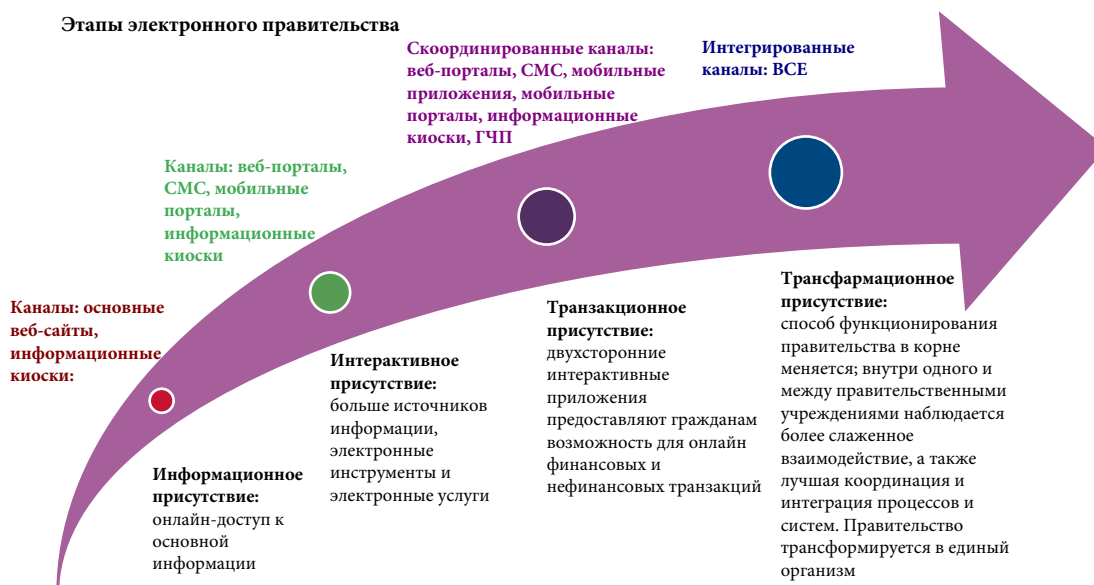 Этапы электронного правительства
Каналы: основные
веб-сайты,
информационные
киоски:
Информационное
присутствие:
онлайн-доступ к
основной
информации
Каналы: веб-порталы,
СМС, мобильные
порталы,
информационные
киоски
Интерактивное
присутствие:
больше источников
информации,
электронные
инструменты и
электронные услуги
Скоординированные каналы:
веб-порталы, СМС, мобильные
приложения, мобильные
порталы, информационные
киоски, ГЧП
Транзакционное
присутствие:
двухсторонние
интерактивные
приложения
предоставляют гражданам
возможность для онлайн
финансовых и
нефинансовых транзакций
Интегрированные
каналы: ВСЕ
Трансфармационное
присутствие:
способ функционирования
правительства в корне
меняется; внутри одного и
между правительственными
учреждениями наблюдается
более слаженное
взаимодействие, а также
лучшая координация и
интеграция процессов и
систем. Правительство
трансформируется в единый
организм